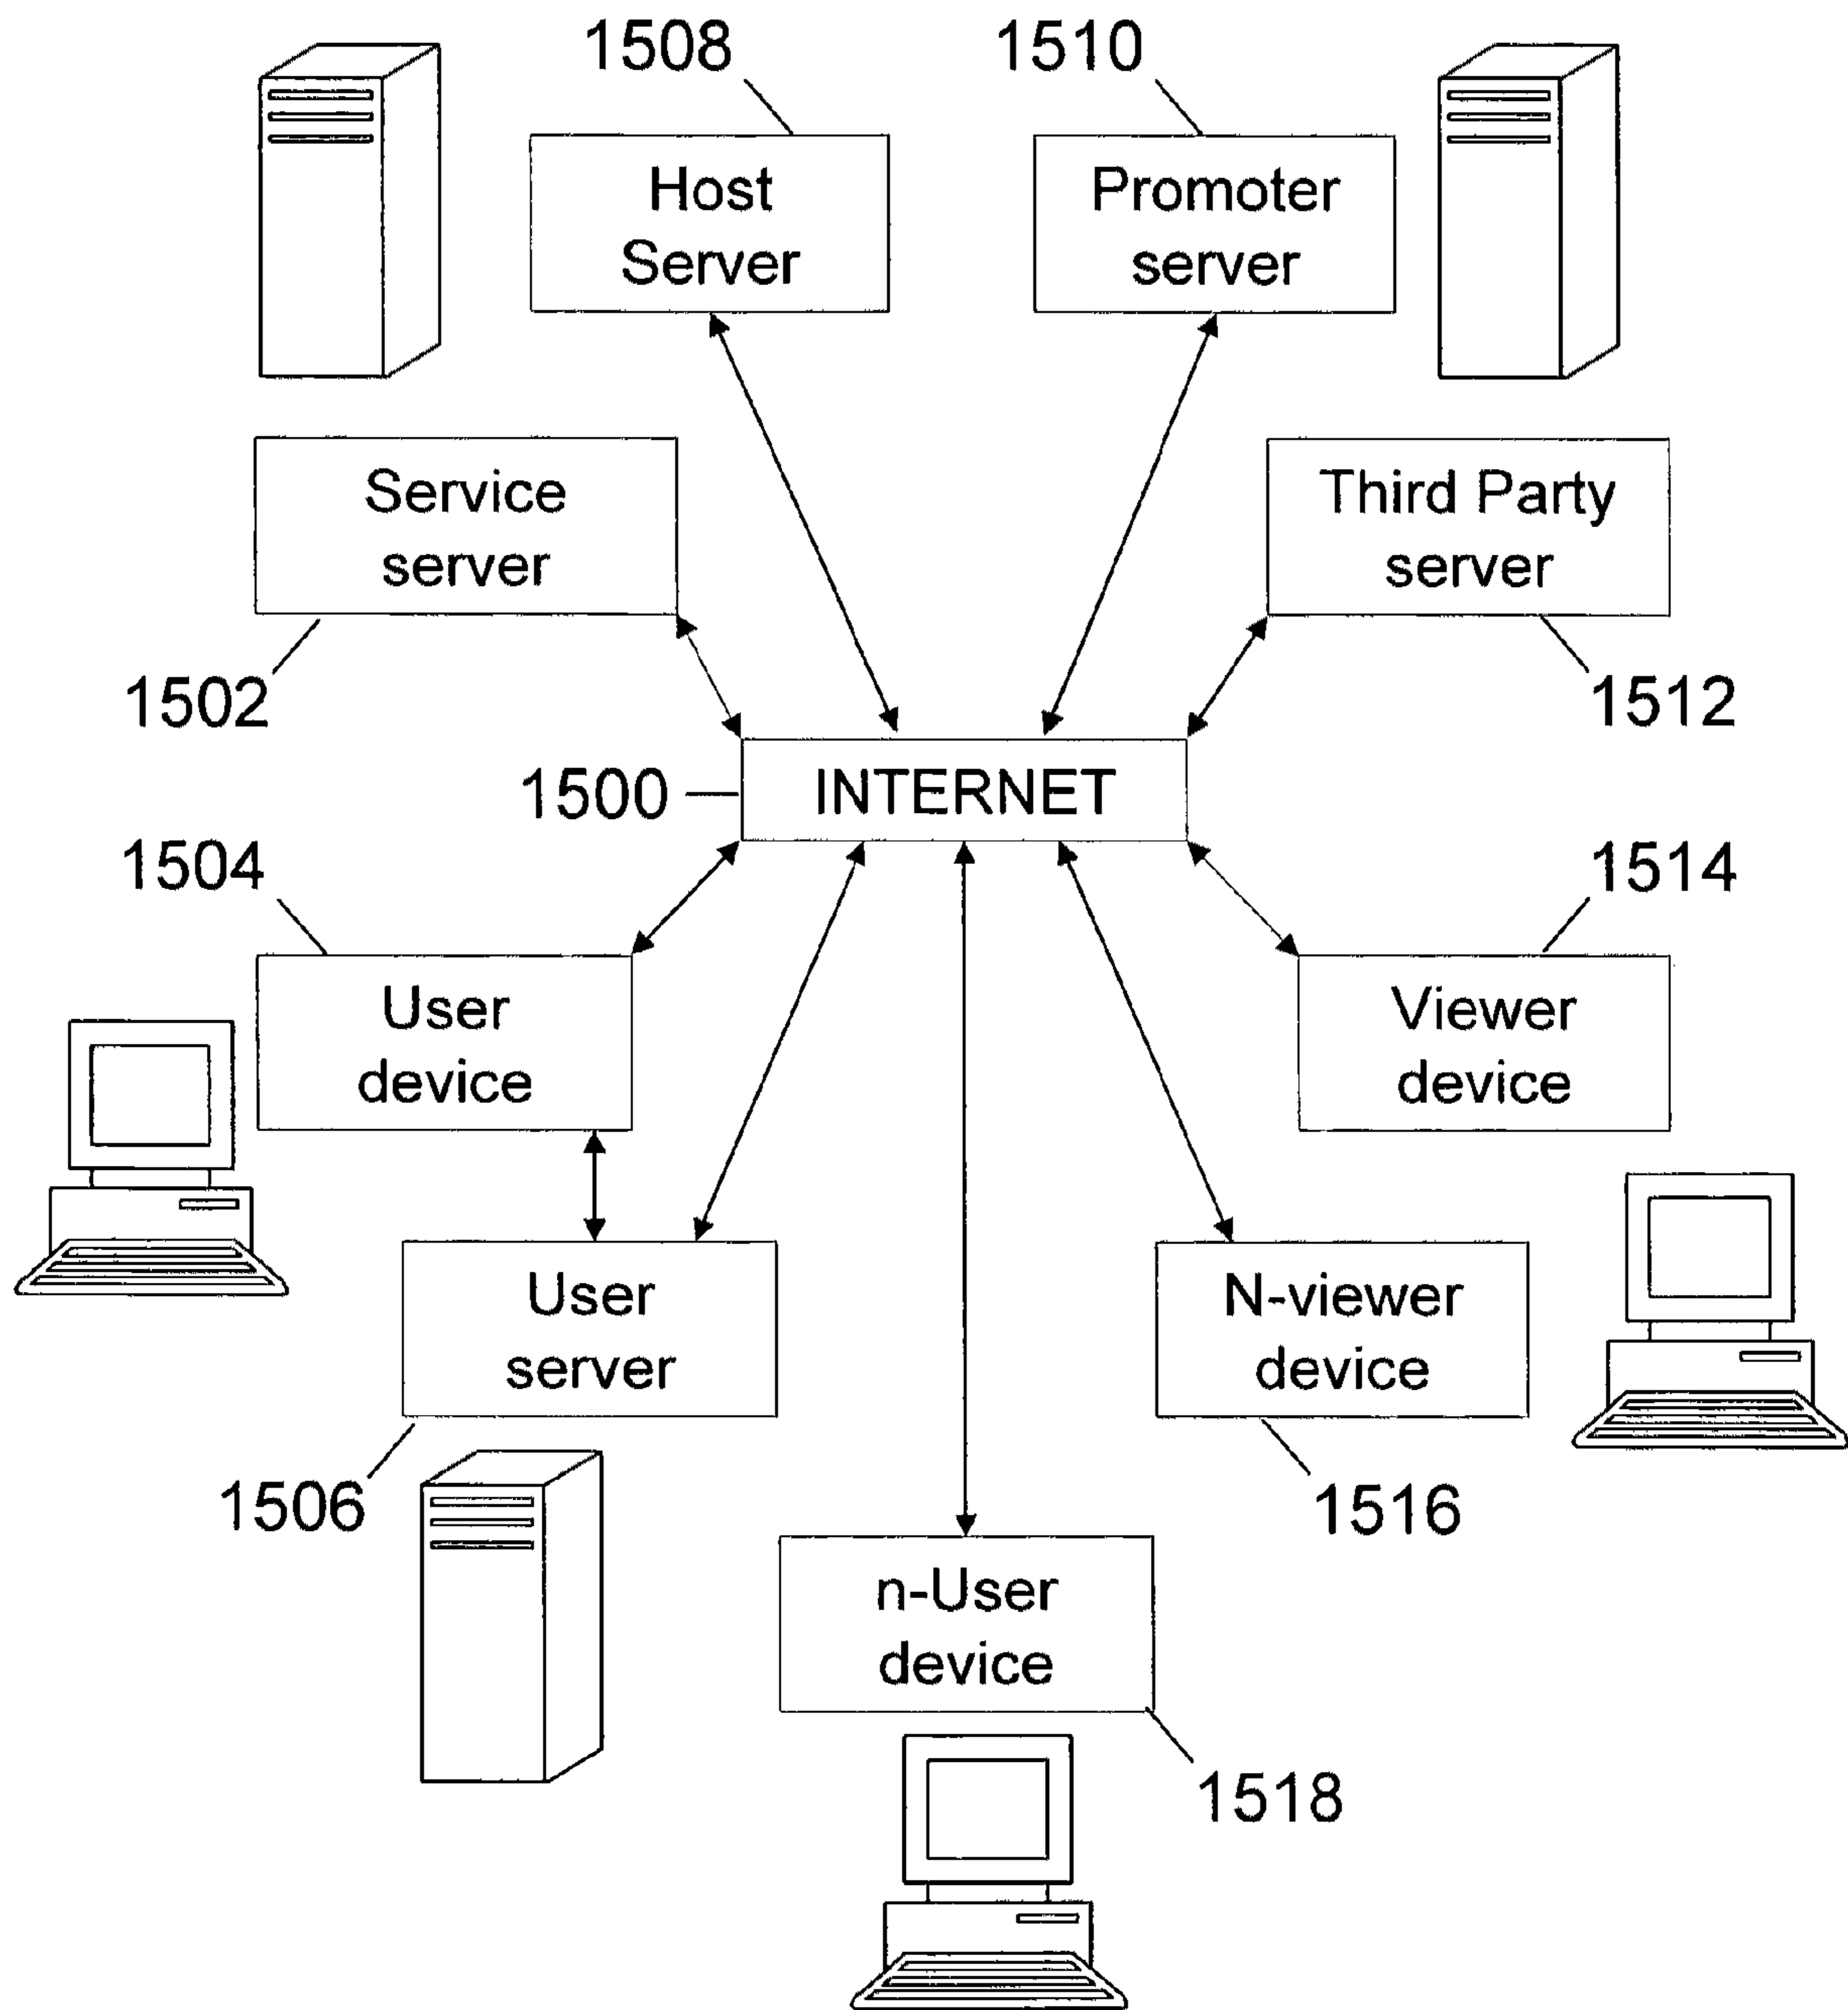 1508
1510
Host
Server
Promoter
server
Service
server
Third Party
server
1502
1512
1500
INTERNET
1504
1514
User
device
Viewer
device
User
server
N-viewer
device
1506
1516
n-User
device
1518